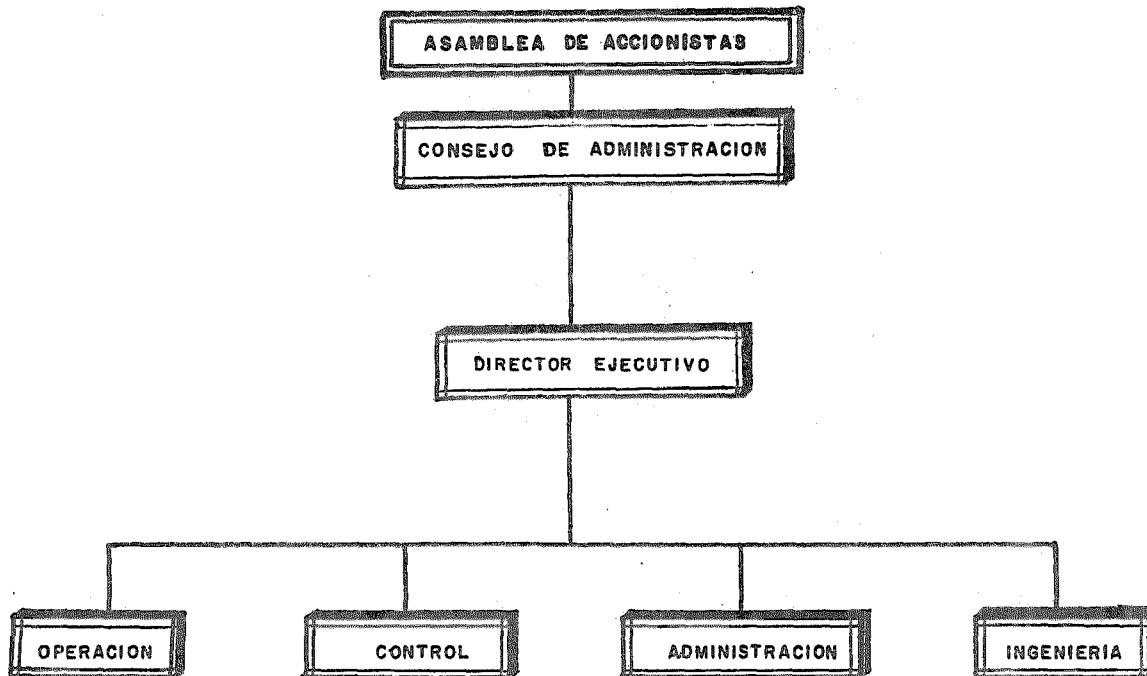 ASAMBLEA DE ACCIONISTAS
CONSEJO DE ADMINISTRACION
DIRECTOR EJECUTIVO
OPERACION
CONTROL
ADMINISTRACION
INGENIERIA